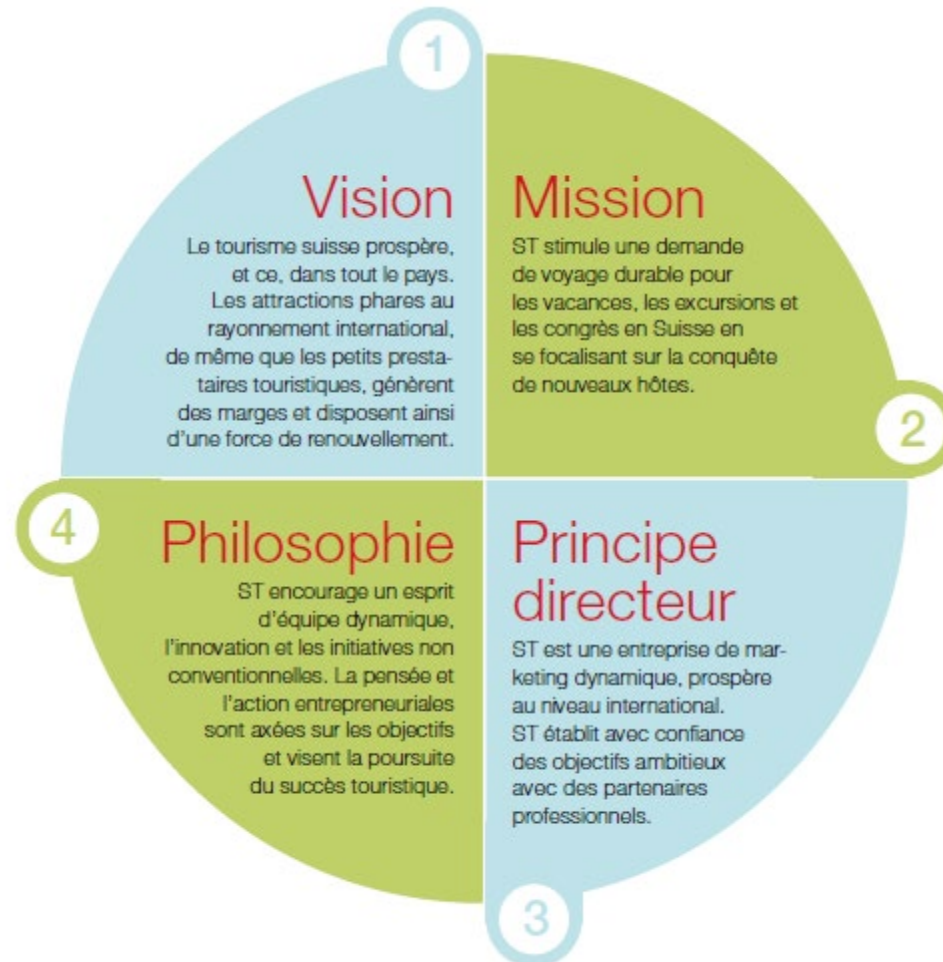 1
Vision
Le tourisme suisse prospère,
et ce, dans tout le pays.
Les attractions phares au
rayonnement international,
de même que les petits presta-
taires touristiques, génèrent
des marges et disposent ainsi
d'une force de renouvellement.
Mission
ST stimule une demande
de voyage durable pour
les vacances, les excursions et
les congrès en Suisse en
se focalisant sur la conquête
de nouveaux hôtes.
2
Principe
directeur
ST est une entreprise de mar-
keting dynamique, prospère
au niveau international.
ST établit avec confiance
des objectifs ambitieux
avec des partenaires
professionnels.
3
4
Philosophie
ST encourage un esprit
d'équipe dynamique,
l'innovation et les initiatives non
conventionnelles. La pensée et
l'action entrepreneuriales
sont axées sur les objectifs
et visent la poursuite
du succès touristique.